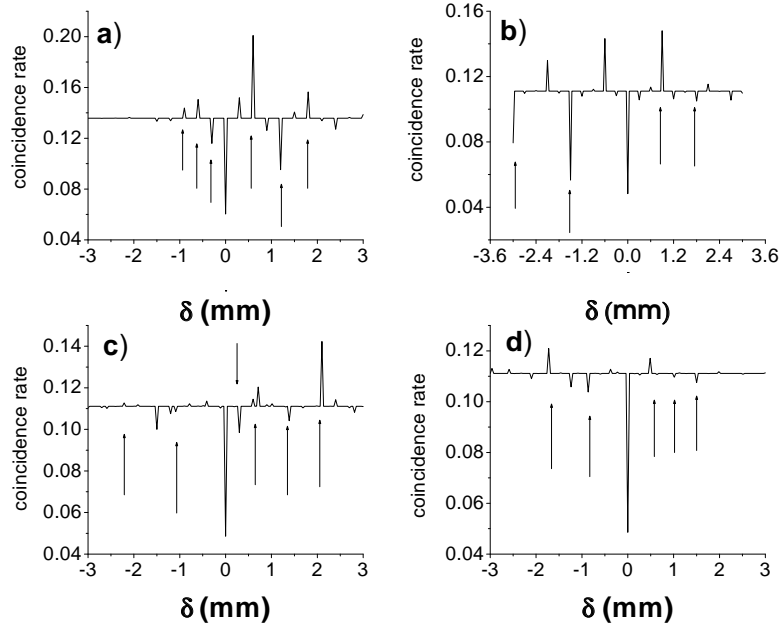 a)
coincidence rate
0.20
0.16
0.12
0.08
0.04
-3 -2 -1 0 1 2 3
δ (mm)
b)
coincidence rate
0.16
0.12
0.08
0.04
-3.6 -2.4 -1.2 0.0 1.2 2.4 3.6
δ (mm)
c)
coincidence rate
0.14
0.12
0.10
0.08
0.06
0.04
-3 -2 -1 0 1 2 3
δ (mm)
d)
coincidence rate
0.12
0.10
0.08
0.06
0.04
-3 -2 -1 0 1 2 3
δ (mm)